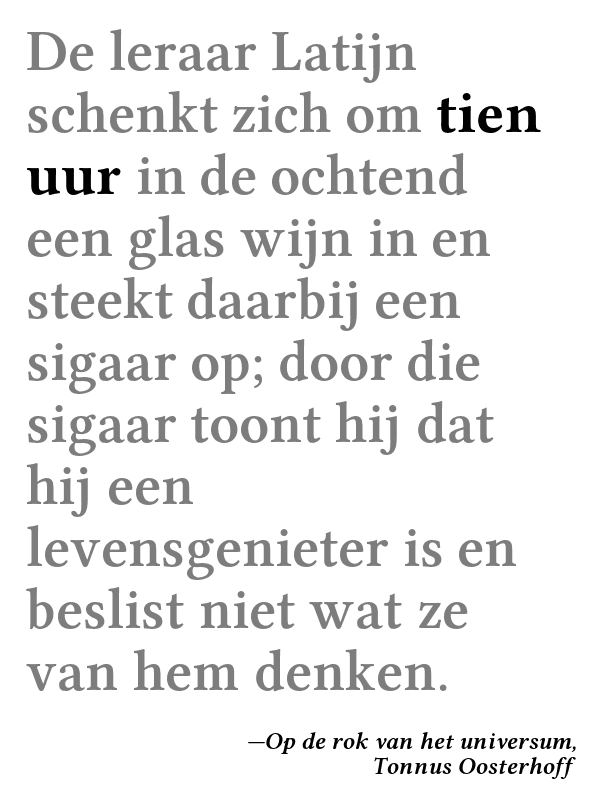 De leraar Latijn
schenkt zich om tien
uur in de ochtend
een glas wijn in en
steekt daarbij een
sigaar op; door die
sigaar toont hij dat
hij een
levensgenieter is en
beslist niet wat ze
van hem denken.
—Op de rok van het universum,
Tonnus Oosterhoff